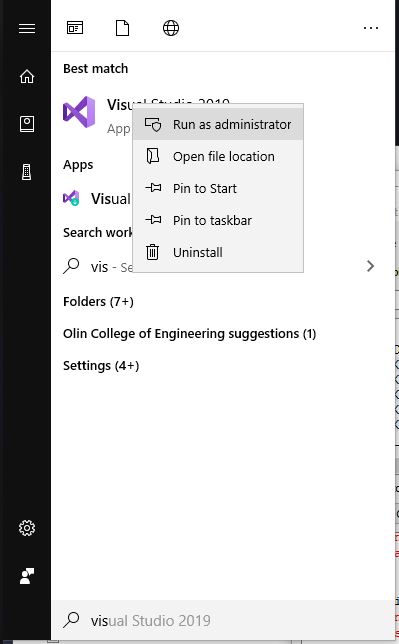 Best match
Visual Studio 2019
App
Run as administrator
Open file location
Apps
Pin to Start
Visual
Pin to taskbar
Search work
Uninstall
vis - Se
Folders (7+)
Olin College of Engineering suggestions (1)
Settings (4+)
visual Studio 2019